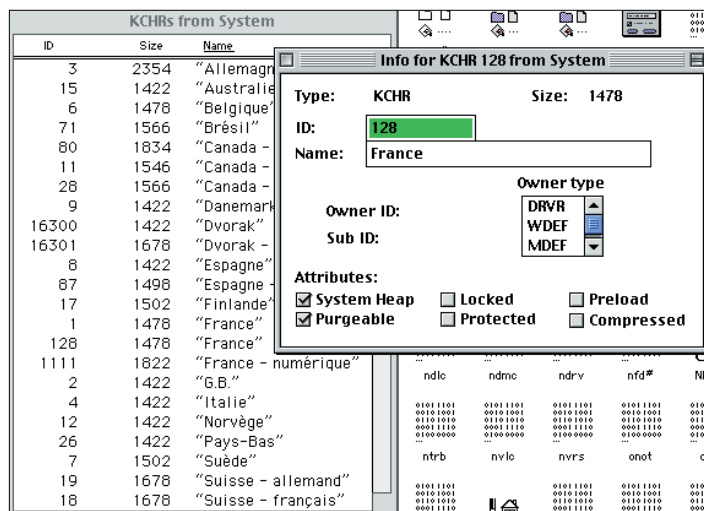 KCHRs from System
ID Size Name
3 2354 "Allemagn
15 1422 "Australie
6 1478 "Belgique"
71 1566 "Brésil"
80 1834 "Canada -
11 1546 "Canada -
28 1566 "Canada -
9 1422 "Danemark
16300 1422 "Dvorak"
16301 1678 "Dvorak -
8 1422 "Espagne"
87 1498 "Espagne -
17 1502 "Finlande"
1 1478 "France"
128 1478 "France"
1111 1822 "France - numérique"
2 1422 "G.B."
4 1422 "Italie"
12 1422 "Norvège"
26 1422 "Pays-Bas"
7 1502 "Suède"
19 1678 "Suisse - allemand"
18 1678 "Suisse - français"
Info for KCHR 128 from System
Type: KCHR Size: 1478
ID: 128
Name: France
Owner type
Owner ID: DRVR
WDEF
Sub ID: MDEF
Attributes:
System Heap Locked Preload
Purgeable Protected Compressed
ndlc ndmc ndrv nfd#
ntrb nvlc nvrs onot